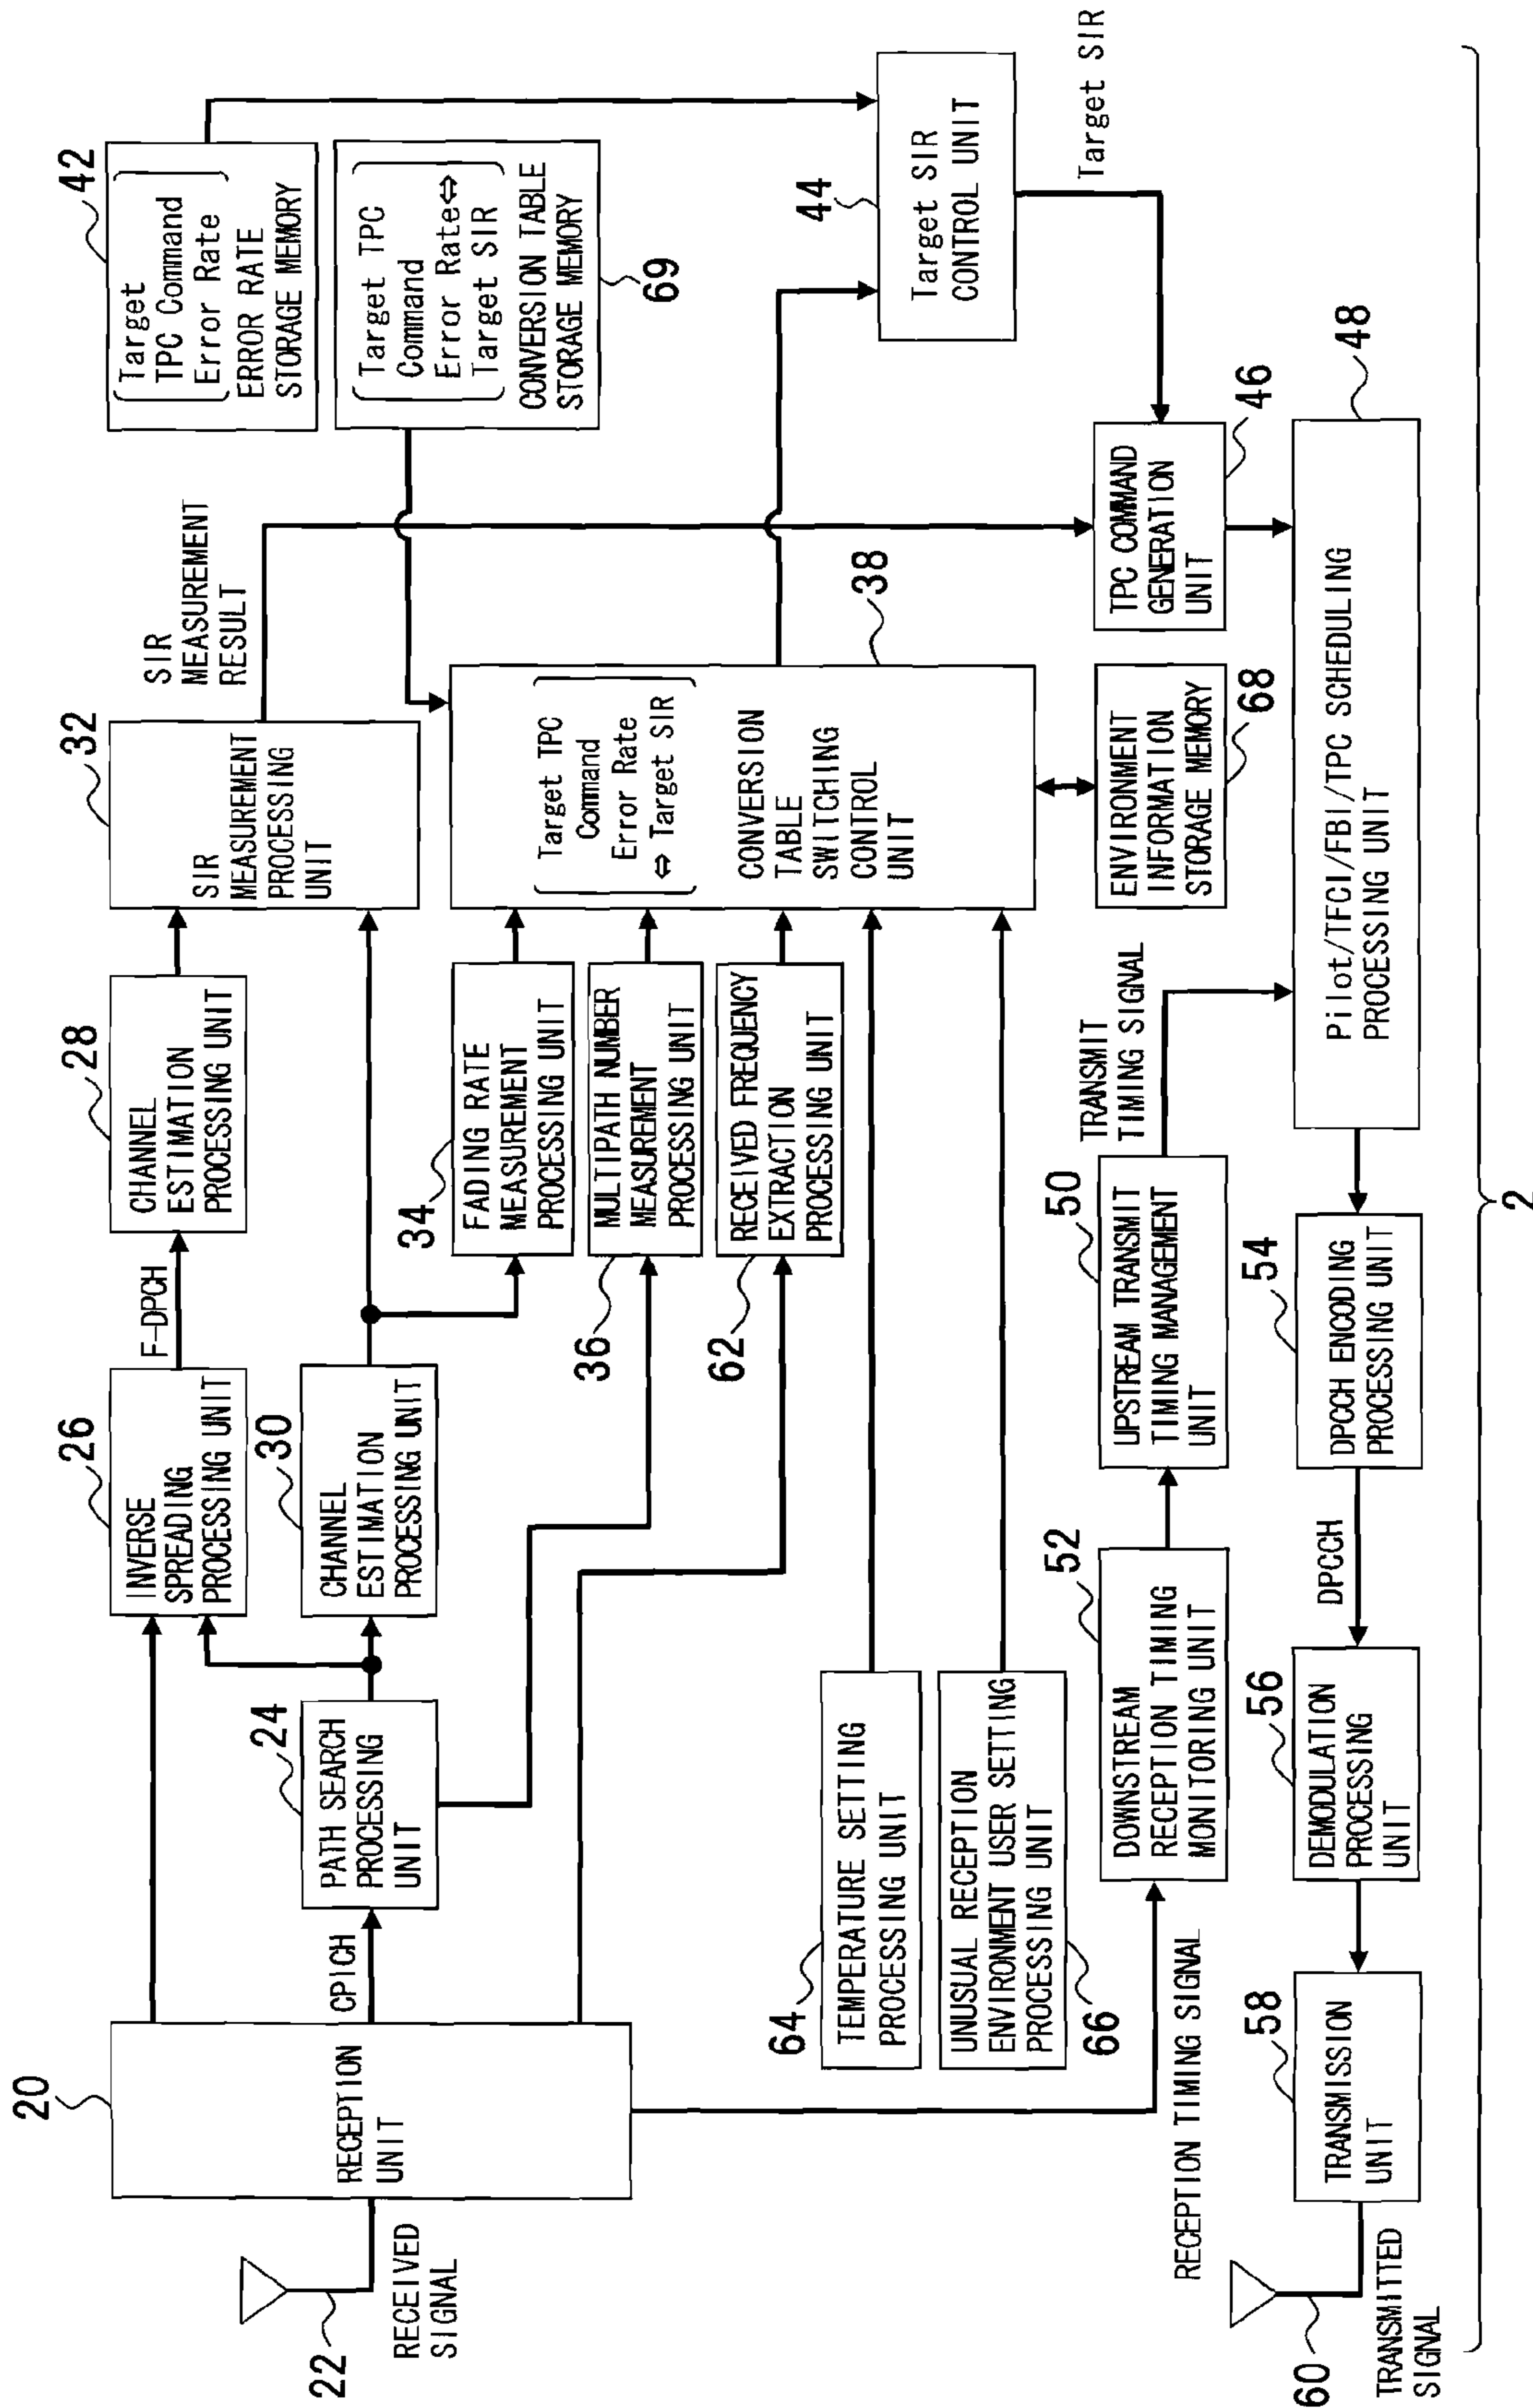 20
RECEPTION
UNIT
22
RECEIVED
SIGNAL
CPICH
24
PATH SEARCH
PROCESSING
UNIT
26
INVERSE
SPREADING
PROCESSING UNIT
F-DPCH
28
CHANNEL
ESTIMATION
PROCESSING UNIT
30
CHANNEL
ESTIMATION
PROCESSING UNIT
32
SIR
MEASUREMENT
PROCESSING
UNIT
SIR
MEASUREMENT
RESULT
34
FADING RATE
MEASUREMENT
PROCESSING UNIT
36
MULTIPATH NUMBER
MEASUREMENT
PROCESSING UNIT
62
RECEIVED FREQUENCY
EXTRACTION
PROCESSING UNIT
64
TEMPERATURE SETTING
PROCESSING UNIT
66
UNUSUAL RECEPTION
ENVIRONMENT USER SETTING
PROCESSING UNIT
38
Target TPC
Command
Error Rate
⇔ Target SIR
CONVERSION
TABLE
SWITCHING
CONTROL
UNIT
68
ENVIRONMENT
INFORMATION
STORAGE MEMORY
42
Target
TPC Command
Error Rate
ERROR RATE
STORAGE MEMORY
69
Target TPC
Command
Error Rate⇔
Target SIR
CONVERSION TABLE
STORAGE MEMORY
44
Target SIR
CONTROL UNIT
Target SIR
46
TPC COMMAND
GENERATION
UNIT
48
Pilot/TFCI/FBI/TPC SCHEDULING
PROCESSING UNIT
RECEPTION TIMING SIGNAL
52
DOWNSTREAM
RECEPTION TIMING
MONITORING UNIT
50
UPSTREAM TRANSMIT
TIMING MANAGEMENT
UNIT
TRANSMIT
TIMING SIGNAL
54
DPCCH ENCODING
PROCESSING UNIT
DPCCH
56
DEMODULATION
PROCESSING
UNIT
58
TRANSMISSION
UNIT
60
TRANSMITTED
SIGNAL
2